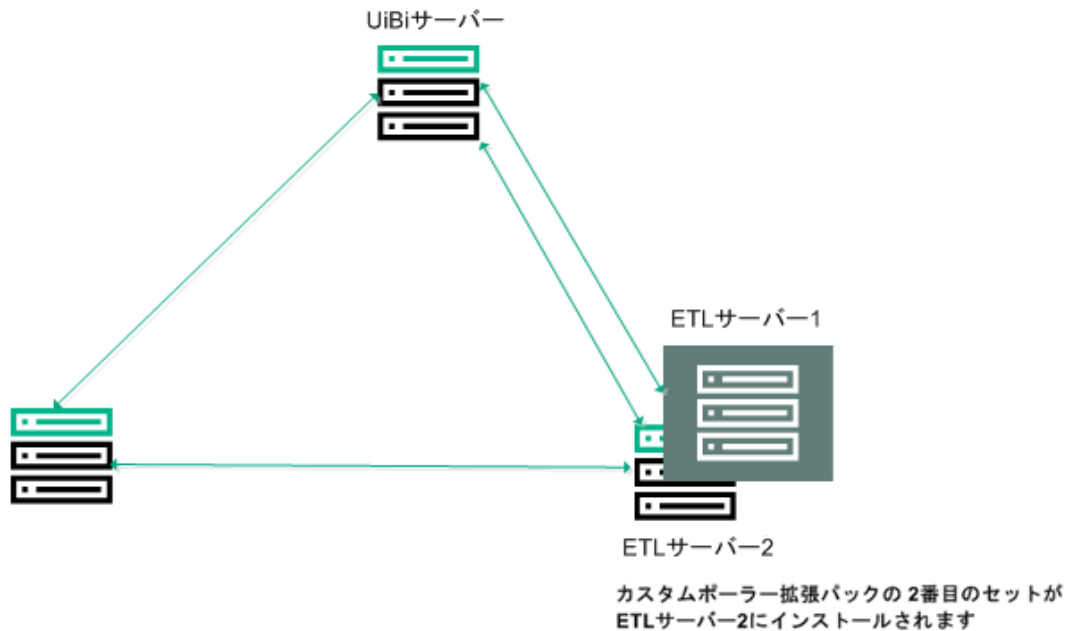 UiBiサーバー
ETLサーバー1
ETLサーバー2
カスタムポーラー拡張パックの 2番目のセットが
ETLサーバー2にインストールされます